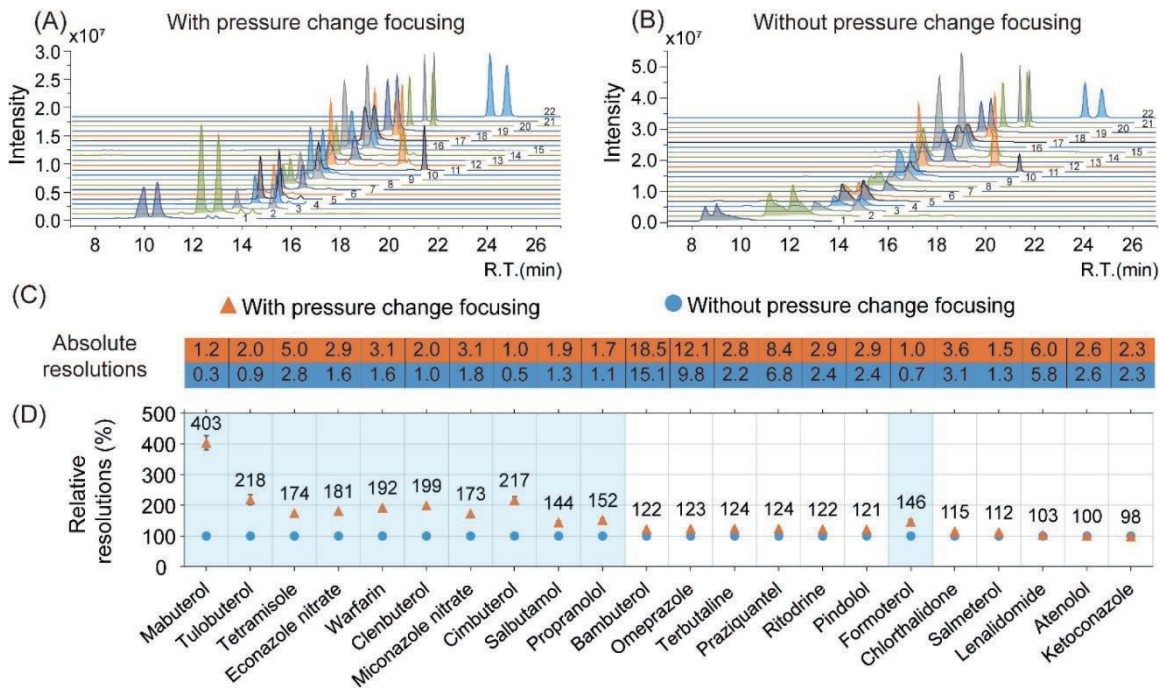 (A) With pressure change focusing
x10⁷
3.0
2.5
2.0
1.5
1.0
0.5
0.0
Intensity
1 2 3 4 5 6 7 8 9 10 11 12 13 14 15
16 17 18 19 20 21 22
8 10 12 14 16 18 20 22 24 26
R.T.(min)
(B) Without pressure change focusing
x10⁷
5.0
4.0
3.0
2.0
1.0
0.0
Intensity
1 2 3 4 5 6 7 8 9 10 11 12 13 14 15
16 17 18 19 20 21 22
8 10 12 14 16 18 20 22 24 26
R.T.(min)
(C)
With pressure change focusing Without pressure change focusing
Absolute
resolutions
1.2 2.0 5.0 2.9 3.1 2.0 3.1 1.0 1.9 1.7 18.5 12.1 2.8 8.4 2.9 2.9 1.0 3.6 1.5 6.0 2.6 2.3
0.3 0.9 2.8 1.6 1.6 1.0 1.8 0.5 1.3 1.1 15.1 9.8 2.2 6.8 2.4 2.4 0.7 3.1 1.3 5.8 2.6 2.3
(D)
Relative
resolutions (%)
500
400
300
200
100
0
403 218 174 181 192 199 173 217 144 152 122 123 124 124 122 121 146 115 112 103 100 98
Mabuterol
Tulobuterol
Tetramisole
Econazole nitrate
Warfarin
Clenbuterol
Miconazole nitrate
Cimbuterol
Salbutamol
Propranolol
Bambuterol
Omeprazole
Terbutaline
Praziquantel
Ritodrine
Pindolol
Formoterol
Chlorthalidone
Salmeterol
Lenalidomide
Atenolol
Ketoconazole